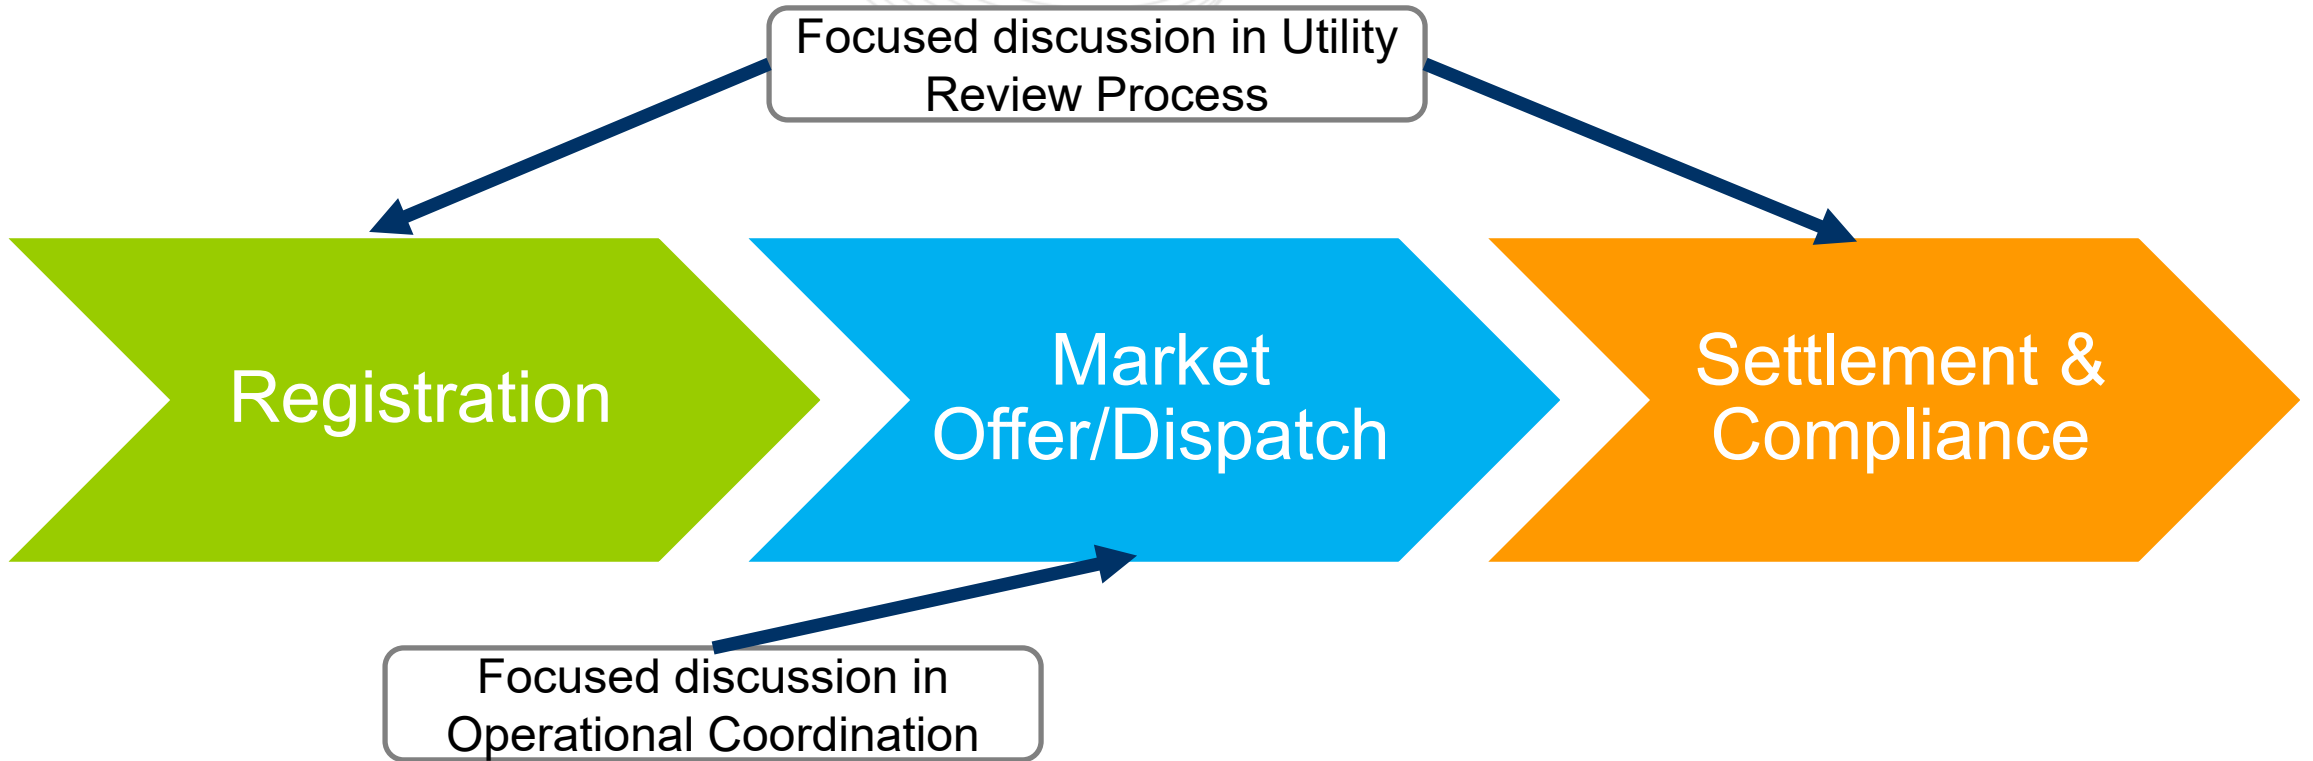 Focused discussion in Utility
Review Process
Registration
Market
Offer/Dispatch
Settlement &
Compliance
Focused discussion in
Operational Coordination